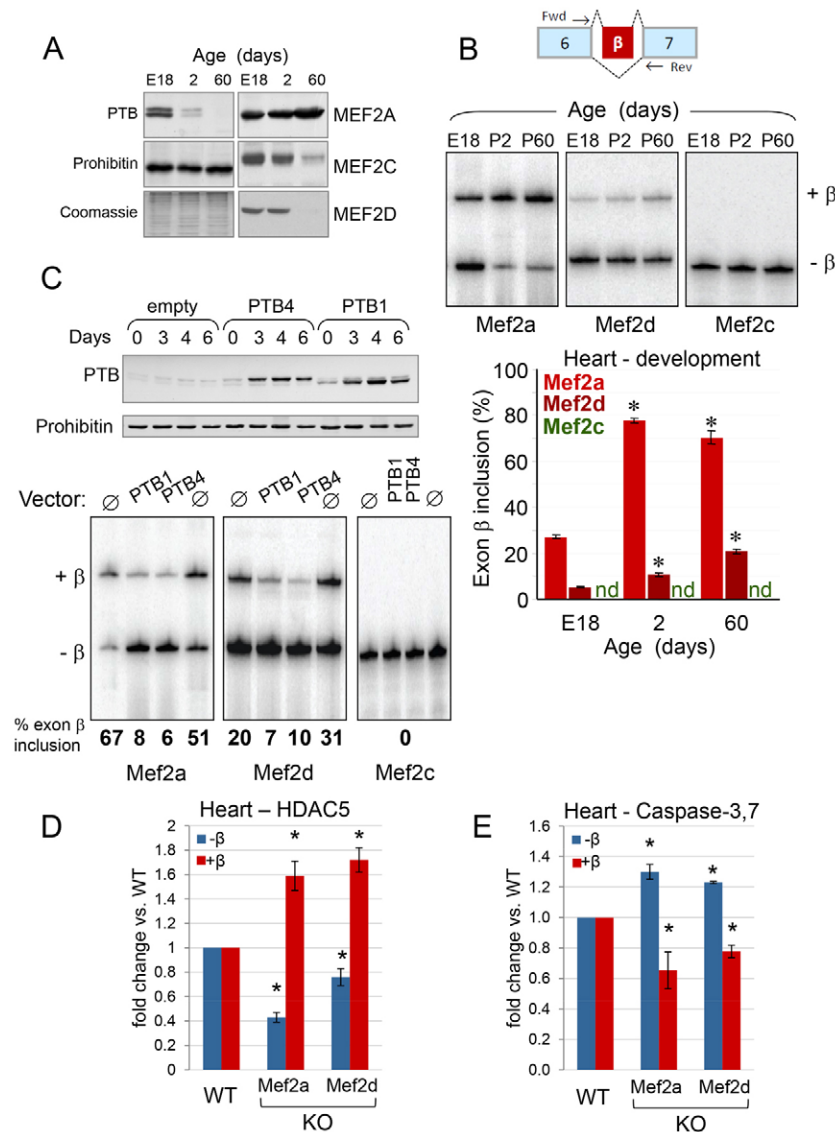 A
Age (days)
E18 2 60 E18 2 60
PTB MEF2A
Prohibitin MEF2C
Coomassie MEF2D
B
Fwd →
6 β 7
← Rev
Age (days)
E18 P2 P60 E18 P2 P60 E18 P2 P60
+ β
- β
Mef2a Mef2d Mef2c
Heart - development
Mef2a
Mef2d
Mef2c
Exon β inclusion (%)
100
80
60
40
20
0
* * * *
nd nd nd
E18 2 60
Age (days)
C
empty PTB4 PTB1
Days 0 3 4 6 0 3 4 6 0 3 4 6
PTB
Prohibitin
Vector: ∅ PTB1 PTB4 ∅ ∅ PTB1 PTB4 ∅ ∅ PTB1 PTB4 ∅
+ β
- β
% exon β
inclusion
67 8 6 51 20 7 10 31 0
Mef2a Mef2d Mef2c
D
Heart – HDAC5
-β
+β
fold change vs. WT
2
1.8
1.6
1.4
1.2
1
0.8
0.6
0.4
0.2
0
* * * *
WT Mef2a Mef2d
KO
E
Heart - Caspase-3,7
-β
+β
fold change vs. WT
1.6
1.4
1.2
1.0
0.8
0.6
0.4
0.2
0.0
* * * *
WT Mef2a Mef2d
KO